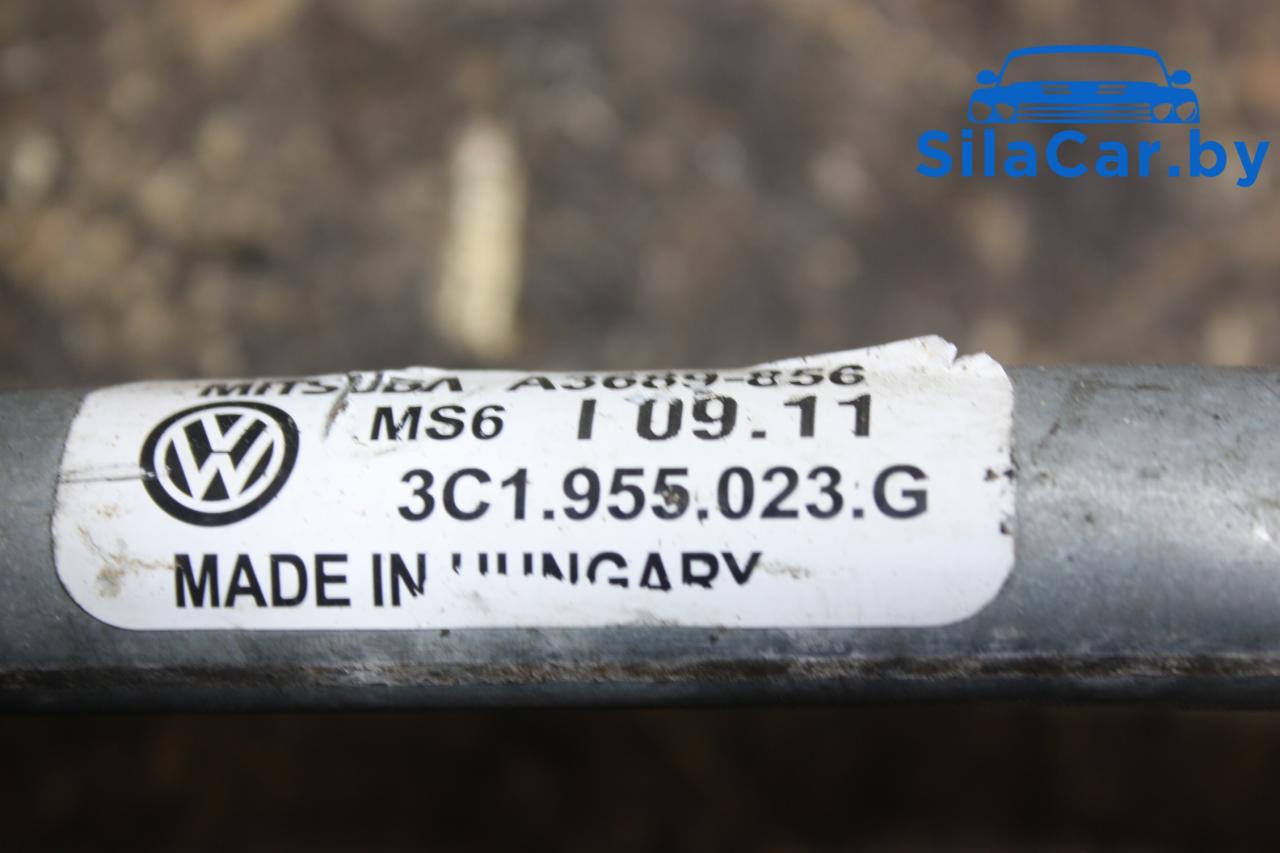 SilaCar.by
MITSUBA A3689-856
MS6 I 09.11
3C1.955.023.G
MADE IN HUNGARY